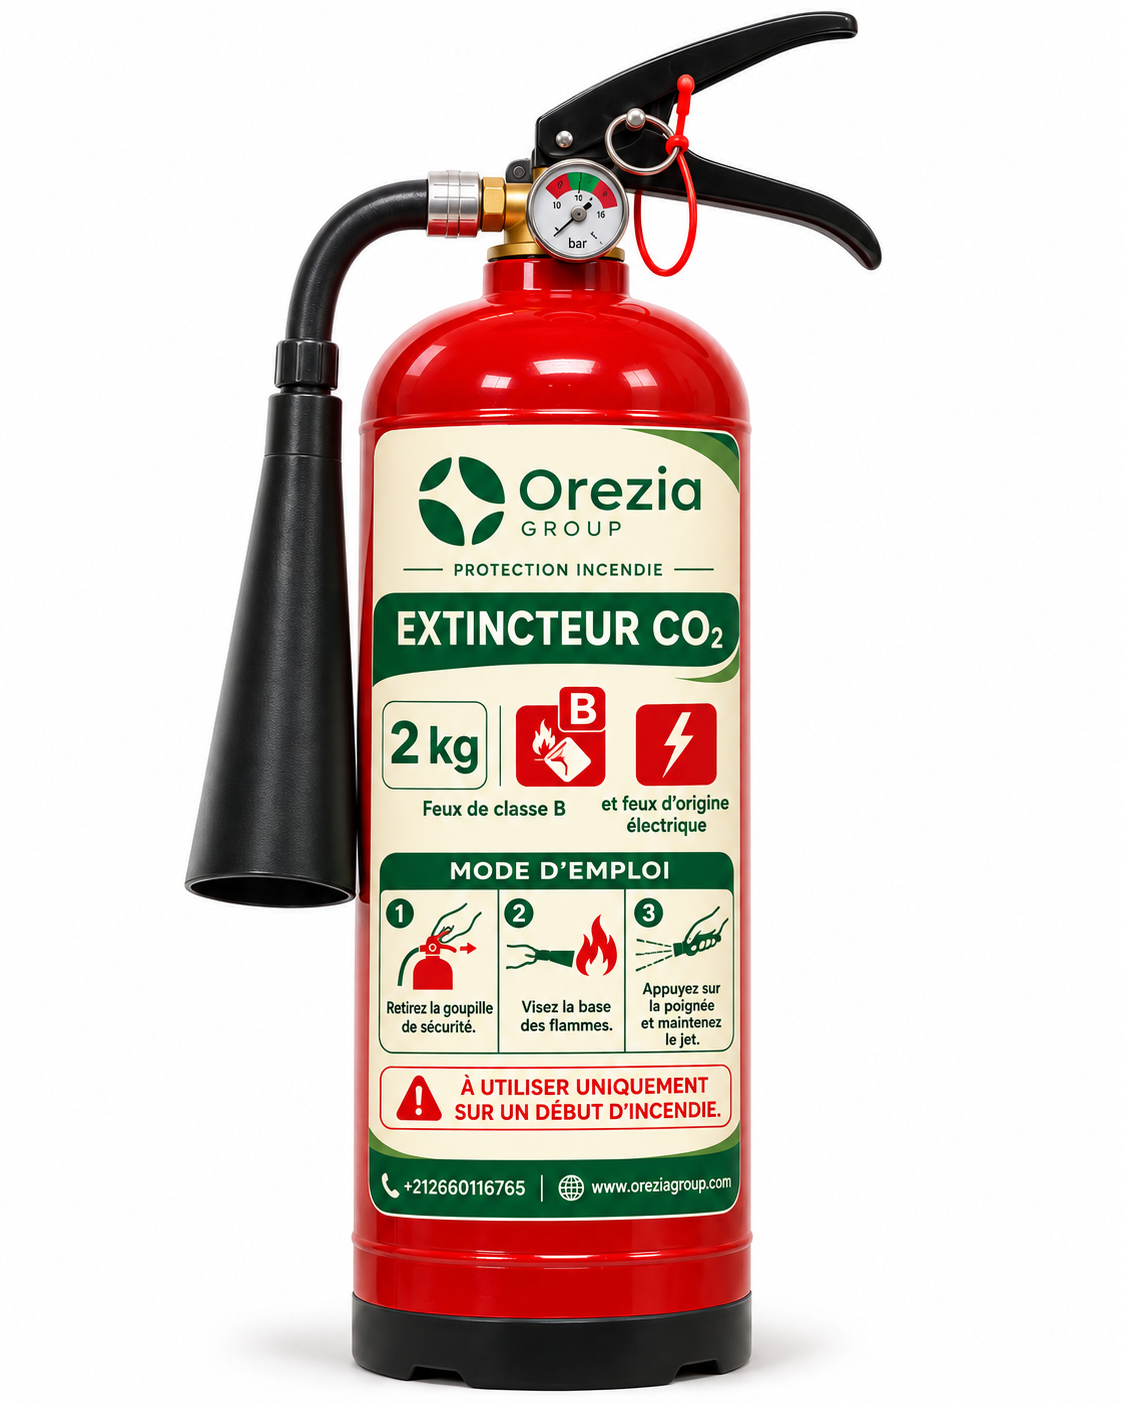 10
10
16
bar
Orezia
GROUP
PROTECTION INCENDIE
EXTINCTEUR CO₂
2 kg
B
Feux de classe B
et feux d'origine
électrique
MODE D'EMPLOI
1
Retirez la goupille
de sécurité.
2
Visez la base
des flammes.
3
Appuyez sur
la poignée
et maintenez
le jet.
À UTILISER UNIQUEMENT
SUR UN DÉBUT D'INCENDIE.
+212660116765
www.oreziagroup.com